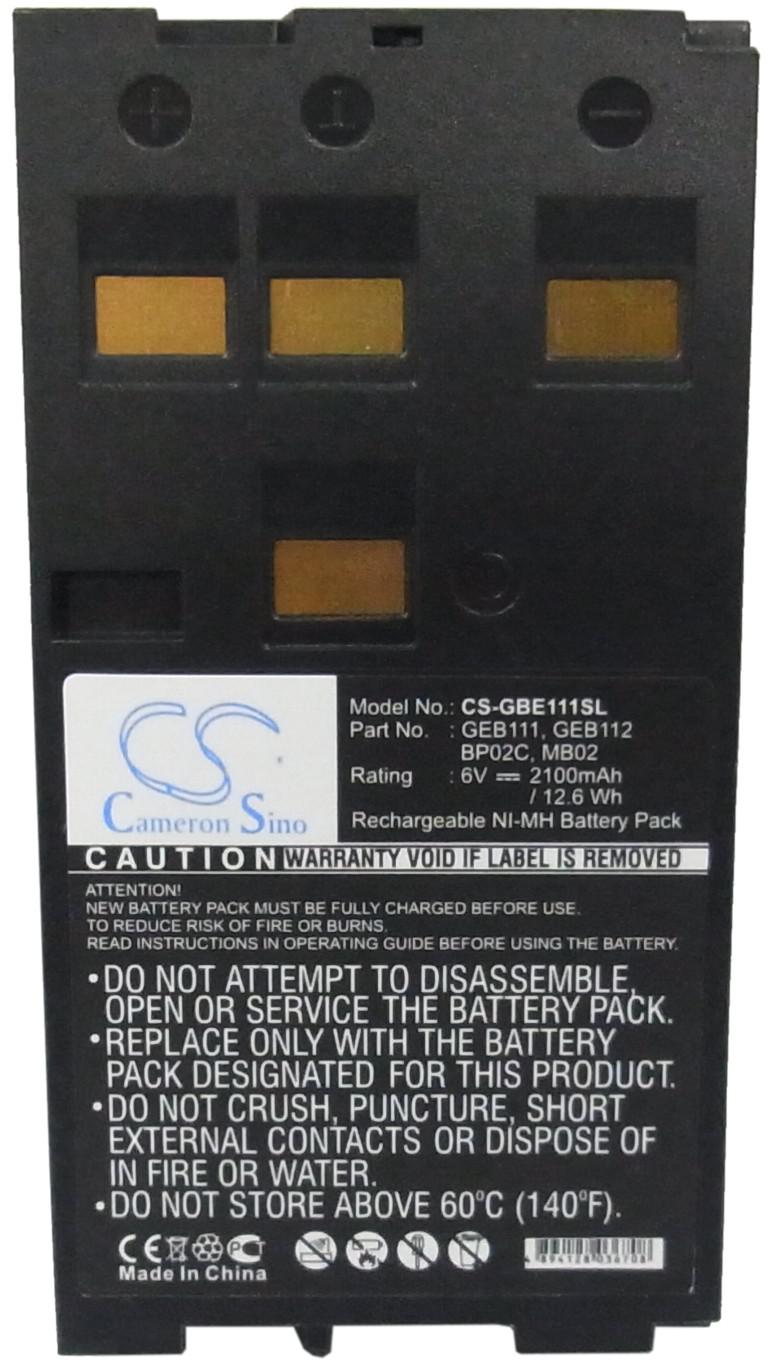 + T −
CS
Cameron Sino
Model No.: CS-GBE111SL
Part No. : GEB111, GEB112
BP02C, MB02
Rating : 6V ⎓ 2100mAh
/ 12.6 Wh
Rechargeable NI-MH Battery Pack
CAUTION WARRANTY VOID IF LABEL IS REMOVED
ATTENTION!
NEW BATTERY PACK MUST BE FULLY CHARGED BEFORE USE.
TO REDUCE RISK OF FIRE OR BURNS,
READ INSTRUCTIONS IN OPERATING GUIDE BEFORE USING THE BATTERY.
•DO NOT ATTEMPT TO DISASSEMBLE,
OPEN OR SERVICE THE BATTERY PACK.
•REPLACE ONLY WITH THE BATTERY
PACK DESIGNATED FOR THIS PRODUCT.
•DO NOT CRUSH, PUNCTURE, SHORT
EXTERNAL CONTACTS OR DISPOSE OF
IN FIRE OR WATER.
•DO NOT STORE ABOVE 60°C (140°F).
CE PCT
Made In China